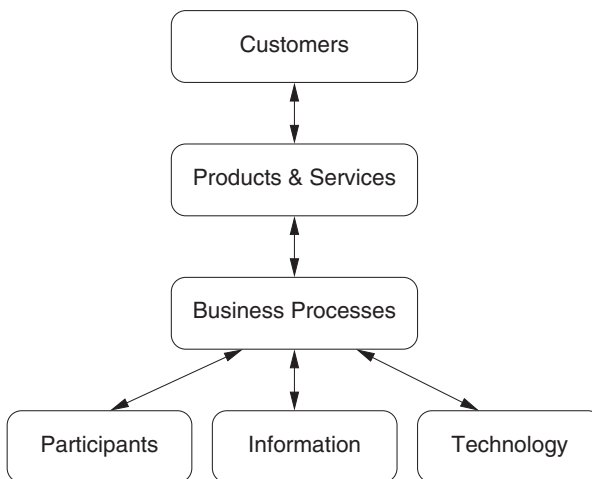 Customers
Products & Services
Business Processes
Participants
Information
Technology